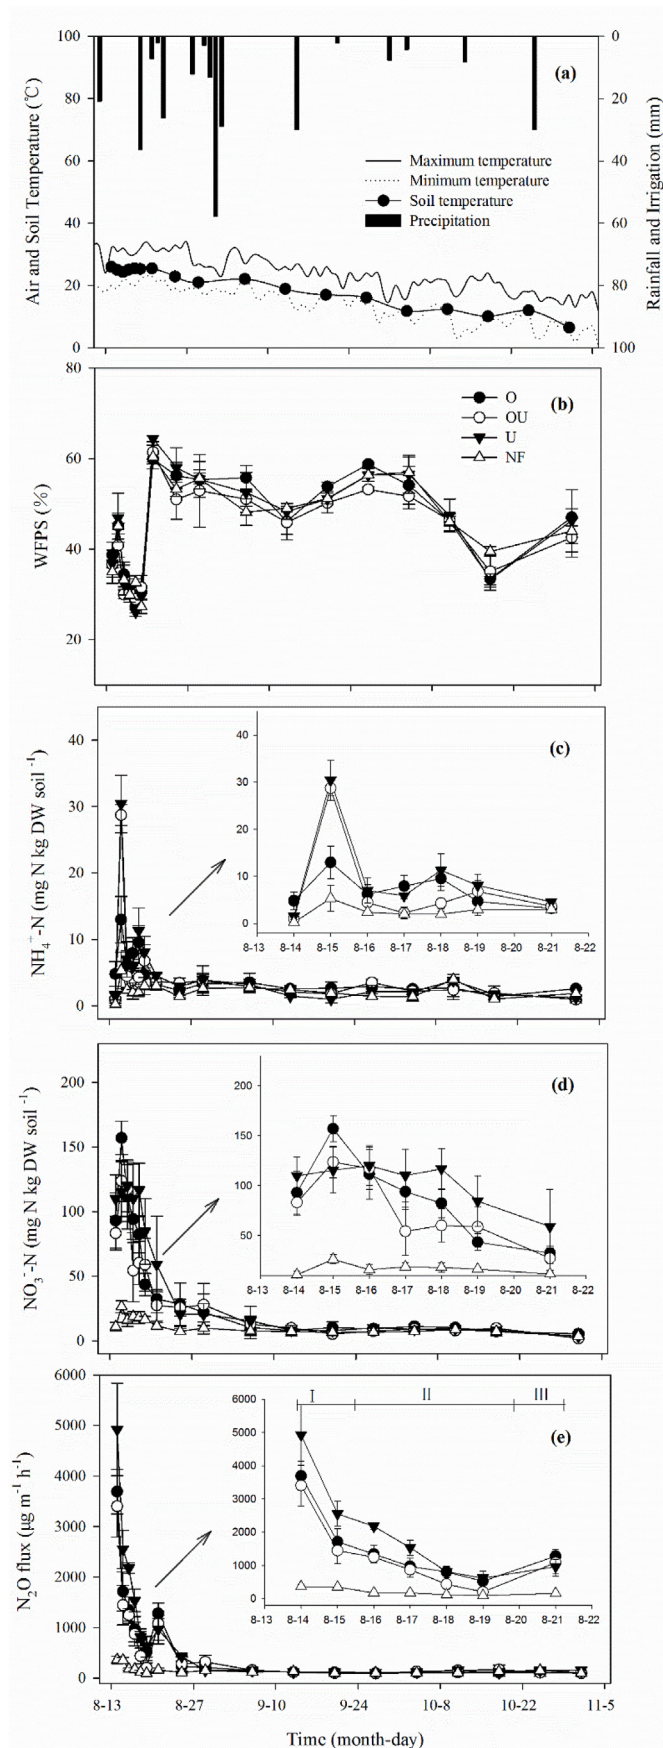 100
80
60
40
20
0
Air and Soil Temperature (℃)
(a)
Maximum temperature
Minimum temperature
Soil temperature
Precipitation
0
20
40
60
80
100
Rainfall and Irrigation (mm)
80
60
40
20
WFPS (%)
(b)
O
OU
U
NF
40
30
20
10
0
NH₄⁺-N (mg N kg DW soil ⁻¹)
(c)
40
30
20
10
0
8-13 8-14 8-15 8-16 8-17 8-18 8-19 8-20 8-21 8-22
200
150
100
50
0
NO₃⁻-N (mg N kg DW soil ⁻¹)
(d)
200
150
100
50
8-13 8-14 8-15 8-16 8-17 8-18 8-19 8-20 8-21 8-22
6000
5000
4000
3000
2000
1000
0
N₂O flux (µg m⁻¹ h⁻¹)
I II III
(e)
6000
5000
4000
3000
2000
1000
0
8-13 8-14 8-15 8-16 8-17 8-18 8-19 8-20 8-21 8-22
8-13 8-27 9-10 9-24 10-8 10-22 11-5
Time (month-day)